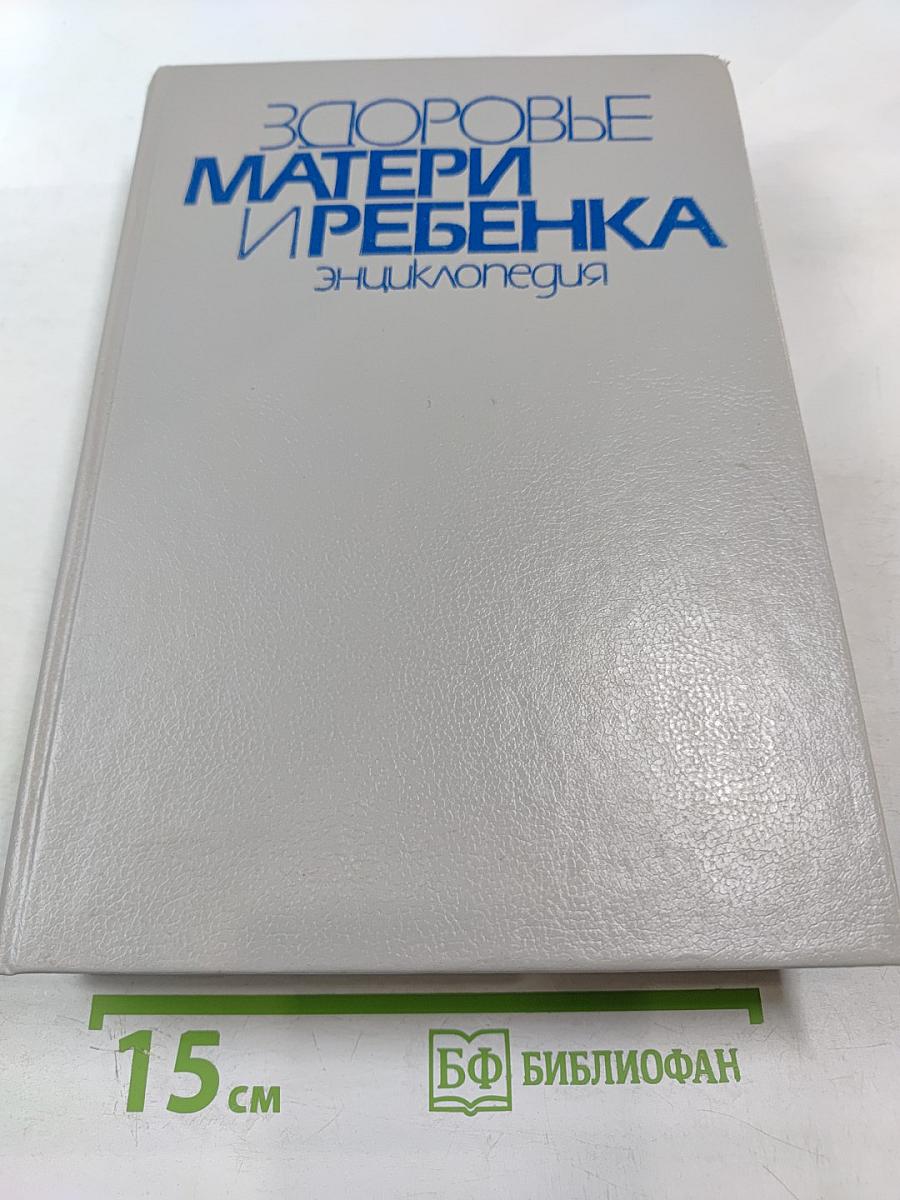 ЗДОРОВЬЕ
МАТЕРИ
И РЕБЕНКА
энциклопедия
15 см
БФ БИБЛИОФАН